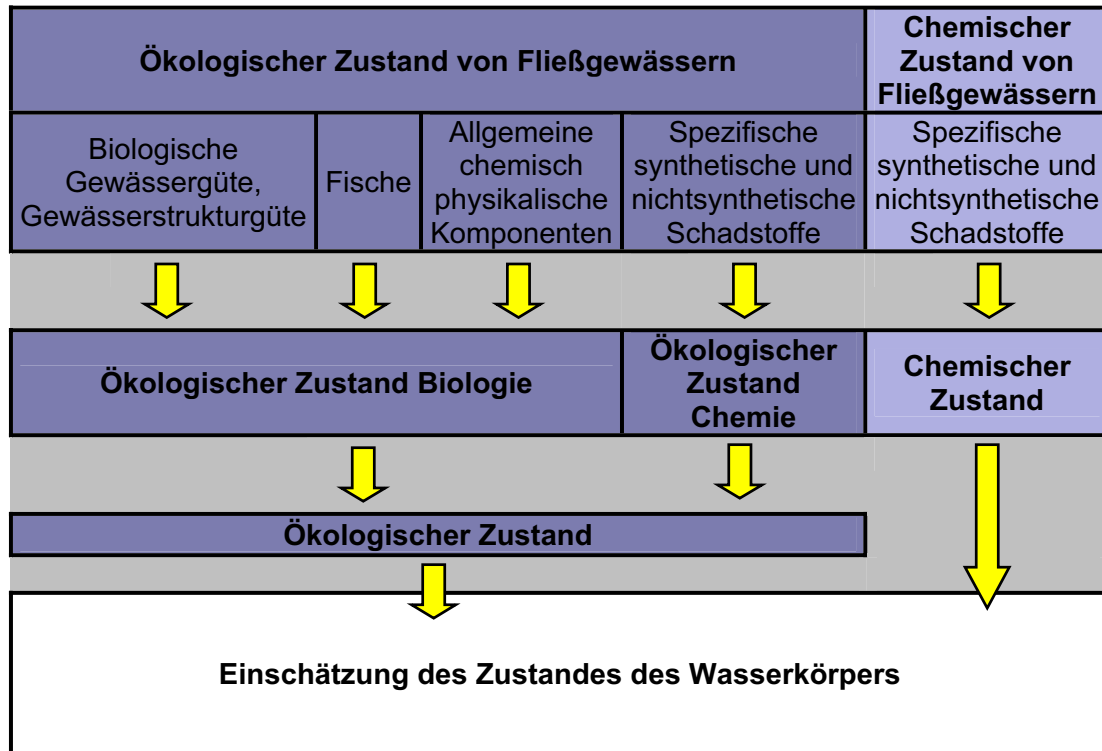 Ökologischer Zustand von Fließgewässern
Chemischer
Zustand von
Fließgewässern
Biologische
Gewässergüte,
Gewässerstrukturgüte
Fische
Allgemeine
chemisch
physikalische
Komponenten
Spezifische
synthetische und
nichtsynthetische
Schadstoffe
Spezifische
synthetische und
nichtsynthetische
Schadstoffe
Ökologischer Zustand Biologie
Ökologischer
Zustand
Chemie
Chemischer
Zustand
Ökologischer Zustand
Einschätzung des Zustandes des Wasserkörpers